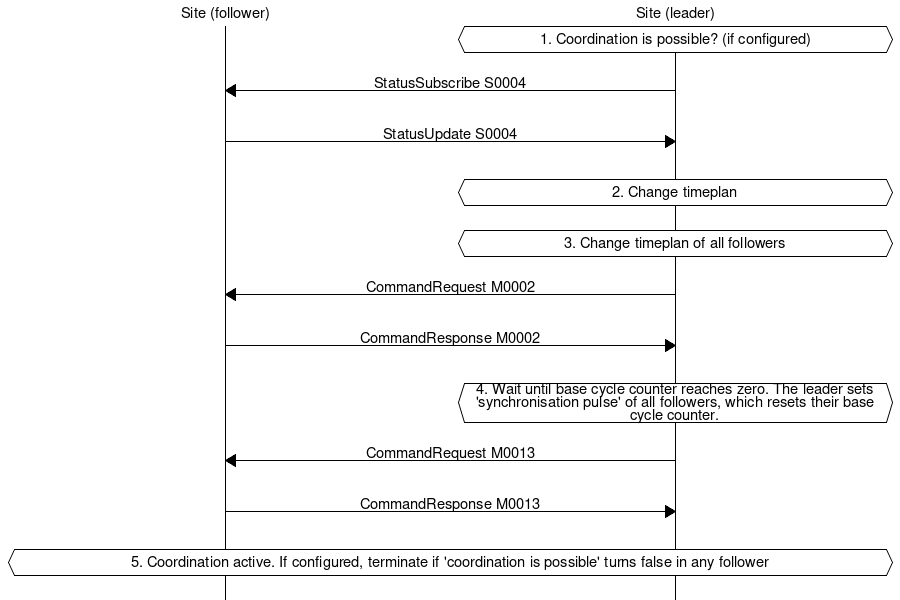 Site (follower) Site (leader)
1. Coordination is possible? (if configured)
StatusSubscribe S0004
StatusUpdate S0004
2. Change timeplan
3. Change timeplan of all followers
CommandRequest M0002
CommandResponse M0002
4. Wait until base cycle counter reaches zero. The leader sets
'synchronisation pulse' of all followers, which resets their base
cycle counter.
CommandRequest M0013
CommandResponse M0013
5. Coordination active. If configured, terminate if 'coordination is possible' turns false in any follower